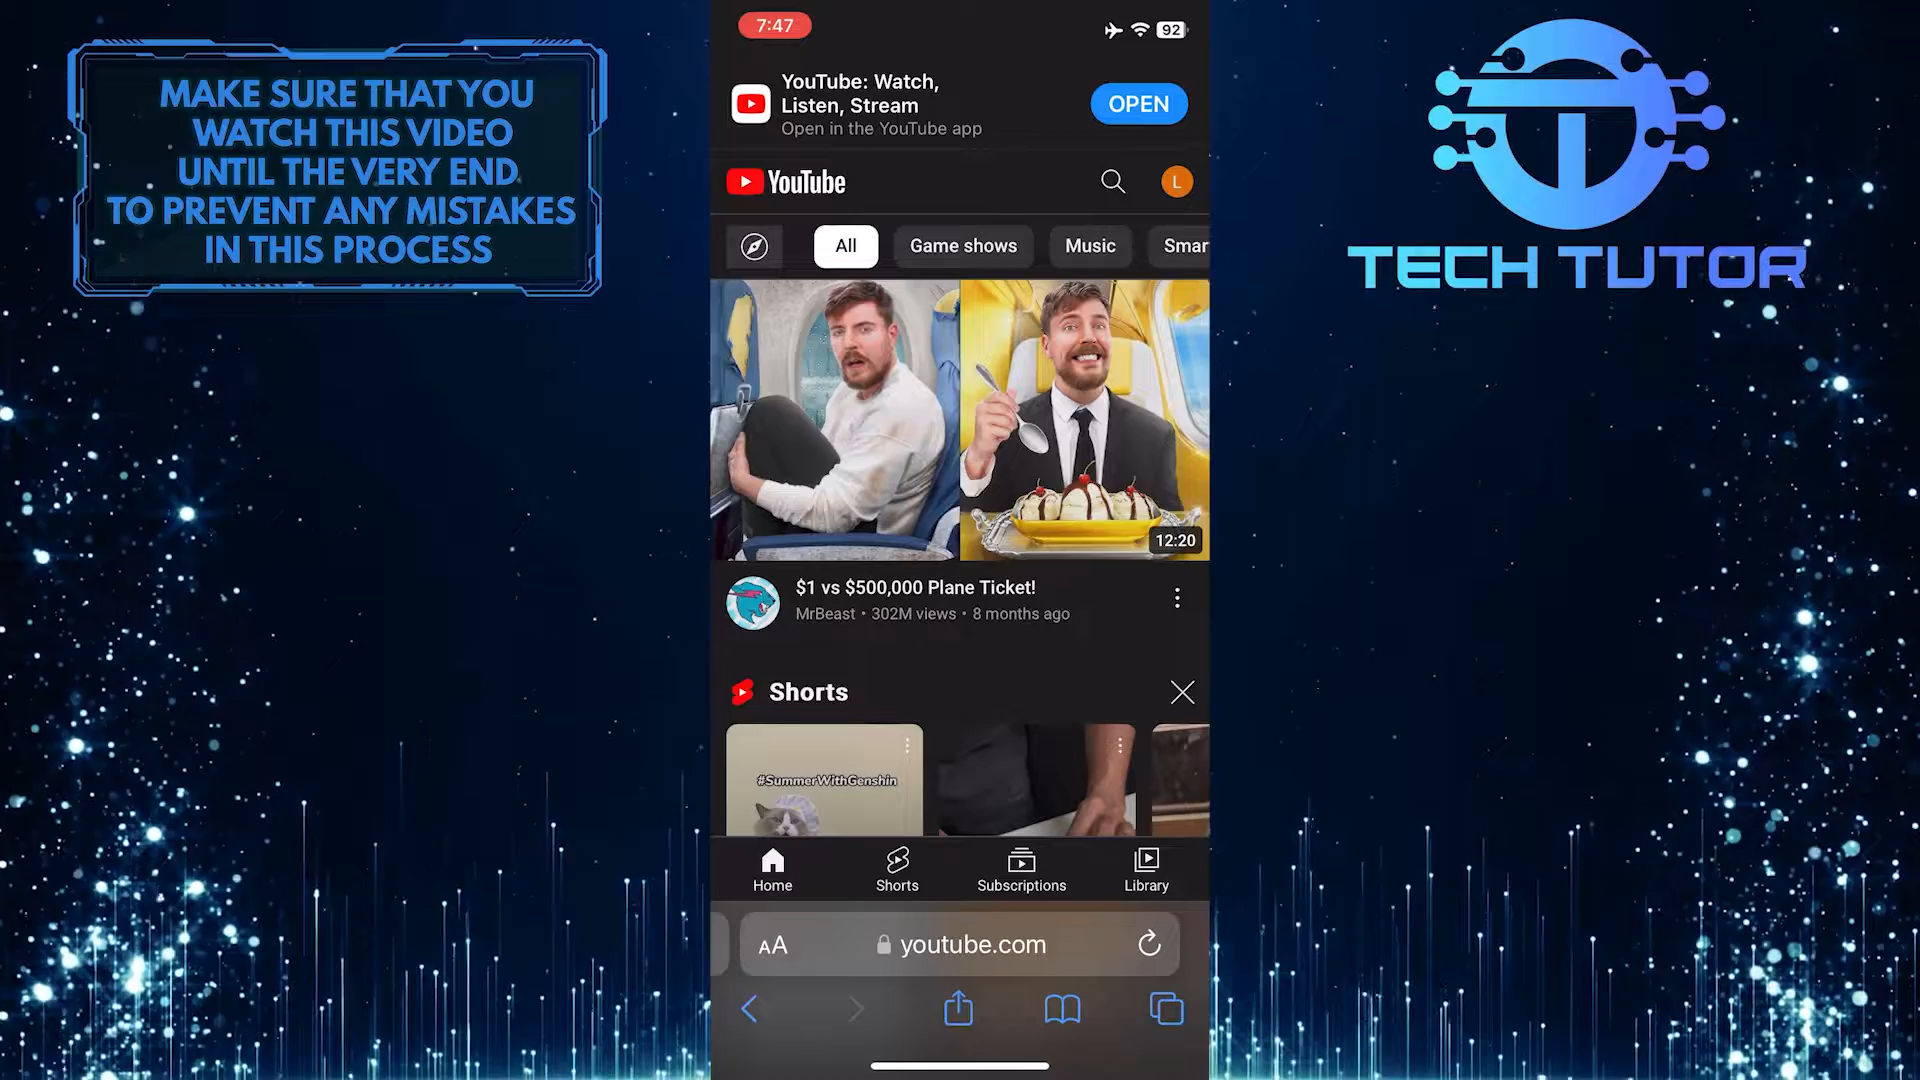 MAKE SURE THAT YOU
WATCH THIS VIDEO
UNTIL THE VERY END
TO PREVENT ANY MISTAKES
IN THIS PROCESS
7:47
92
YouTube: Watch,
Listen, Stream
Open in the YouTube app
OPEN
YouTube
L
All
Game shows
Music
Smar
12:20
$1 vs $500,000 Plane Ticket!
MrBeast • 302M views • 8 months ago
Shorts
#SummerWithGenshin
Home
Shorts
Subscriptions
Library
AA
youtube.com
TECH TUTOR